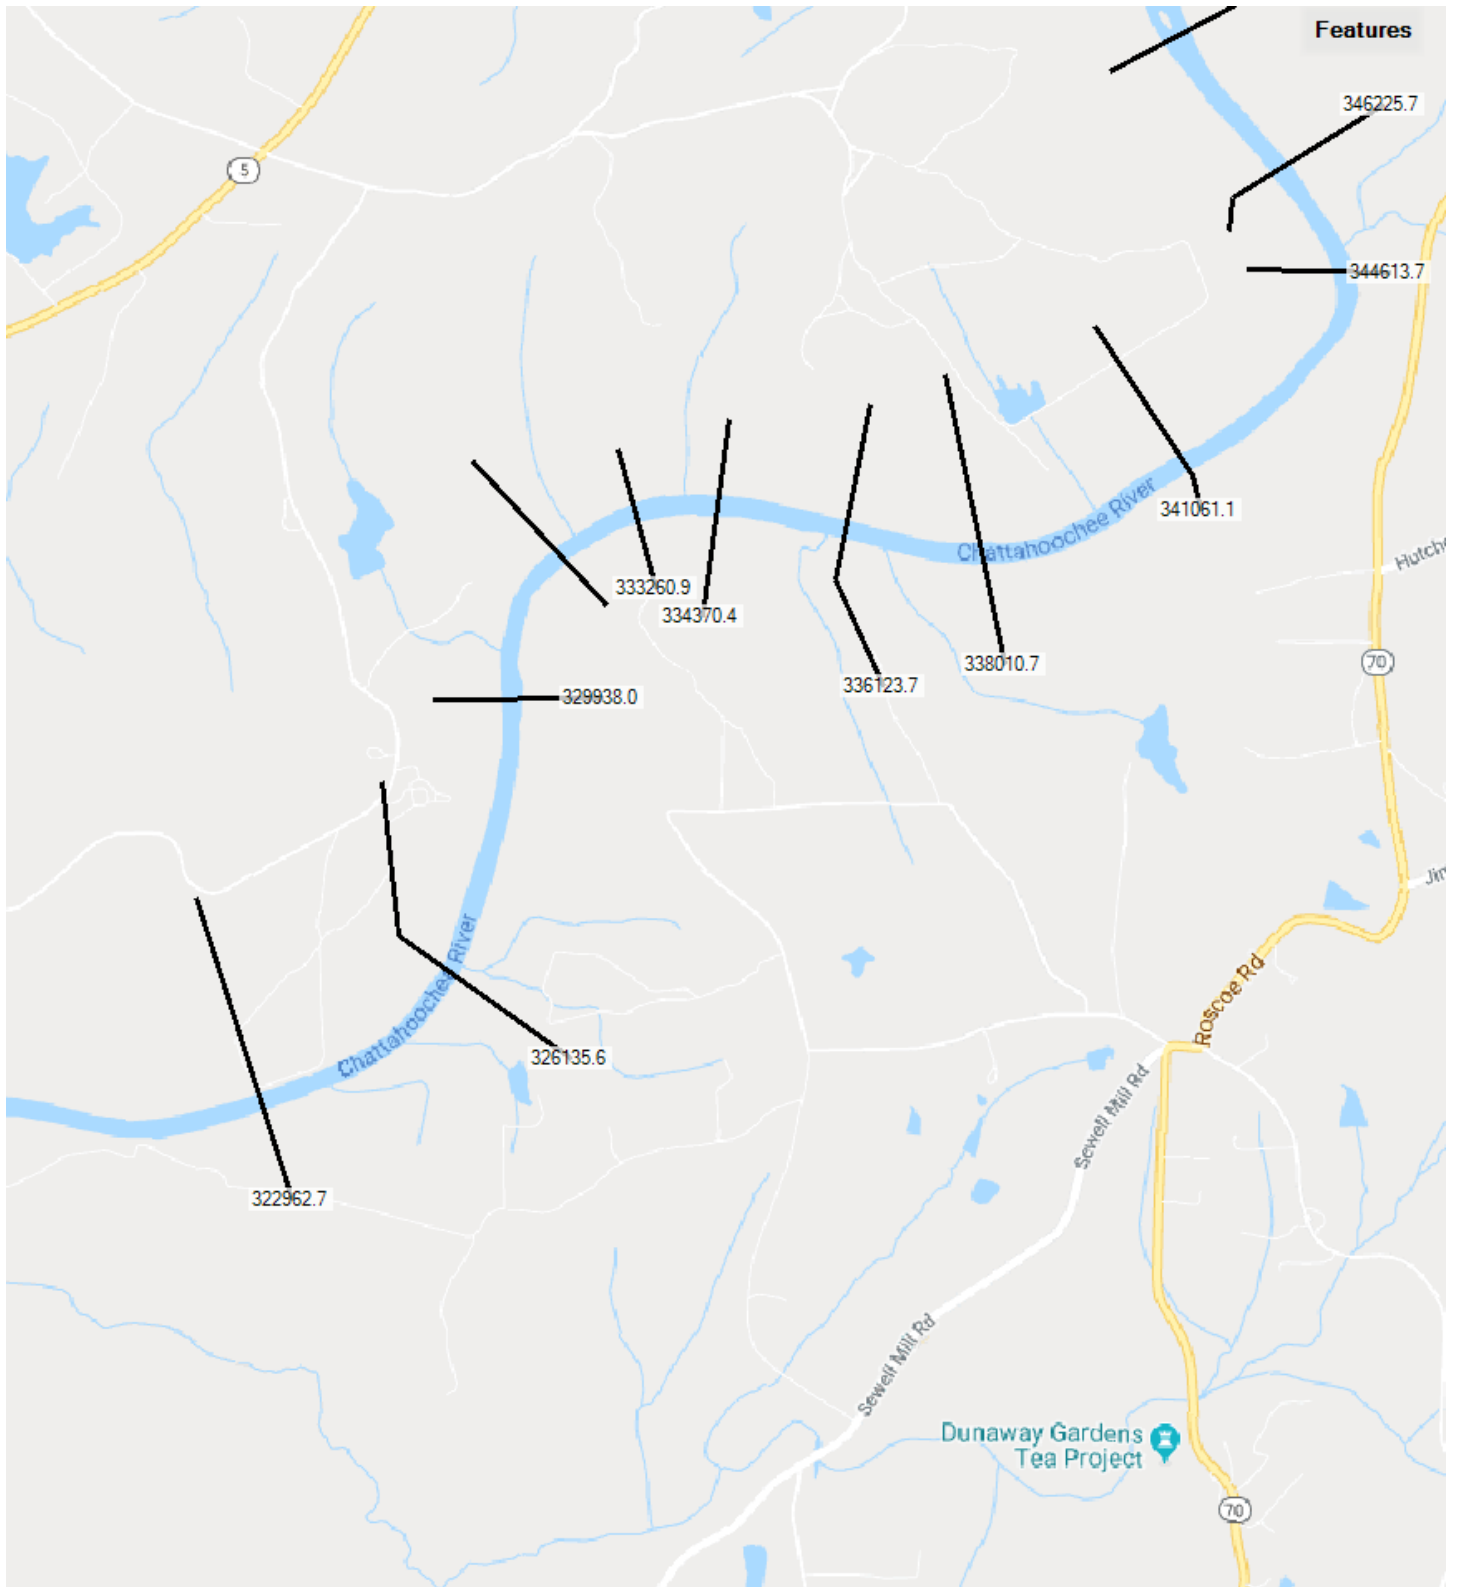 Features
346225.7
5
344613.7
341061.1
Chattahoochee River
Hutche
333260.9
334370.4
338010.7
70
336123.7
329938.0
Jim
Chattahoochee River
Roscoe Rd
326135.6
Sewell Mill Rd
322962.7
Sewell Mill Rd
Dunaway Gardens
Tea Project
70